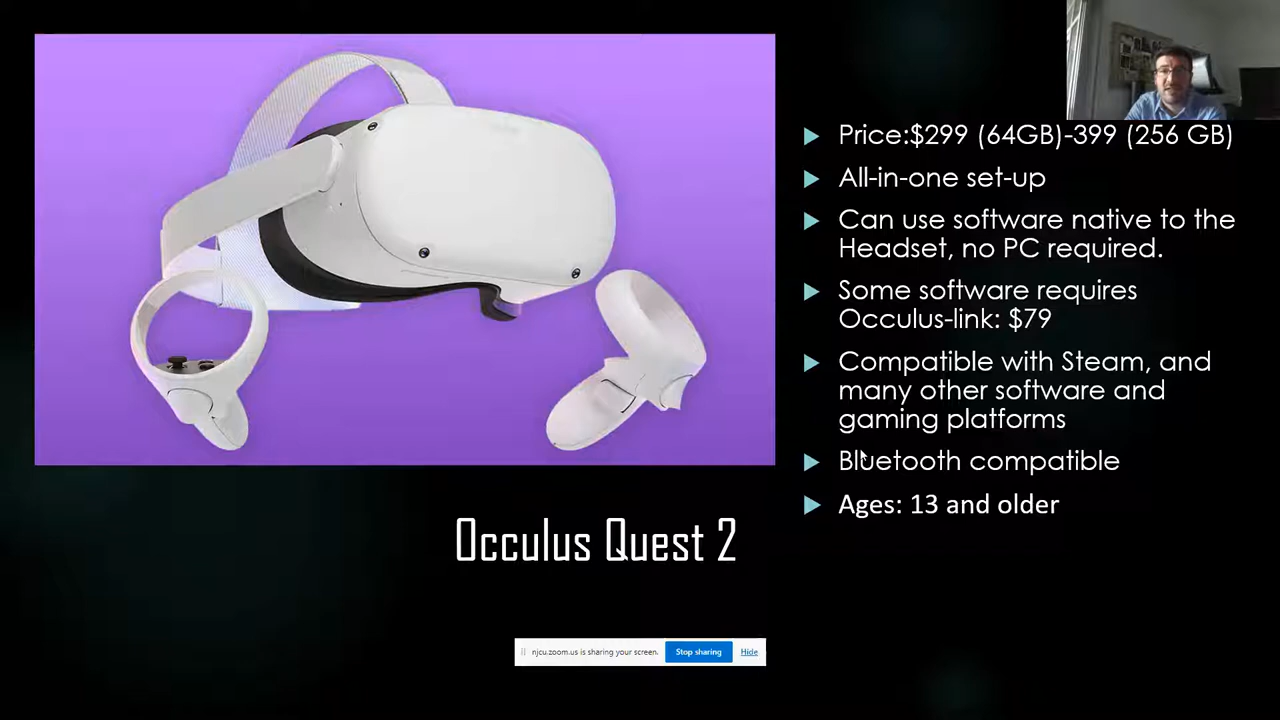 Price:$299 (64GB)-399 (256 GB)
All-in-one set-up
Can use software native to the
Headset, no PC required.
Some software requires
Occulus-link: $79
Compatible with Steam, and
many other software and
gaming platforms
Bluetooth compatible
Ages: 13 and older
Occulus Quest 2
njcu.zoom.us is sharing your screen.
Stop sharing
Hide